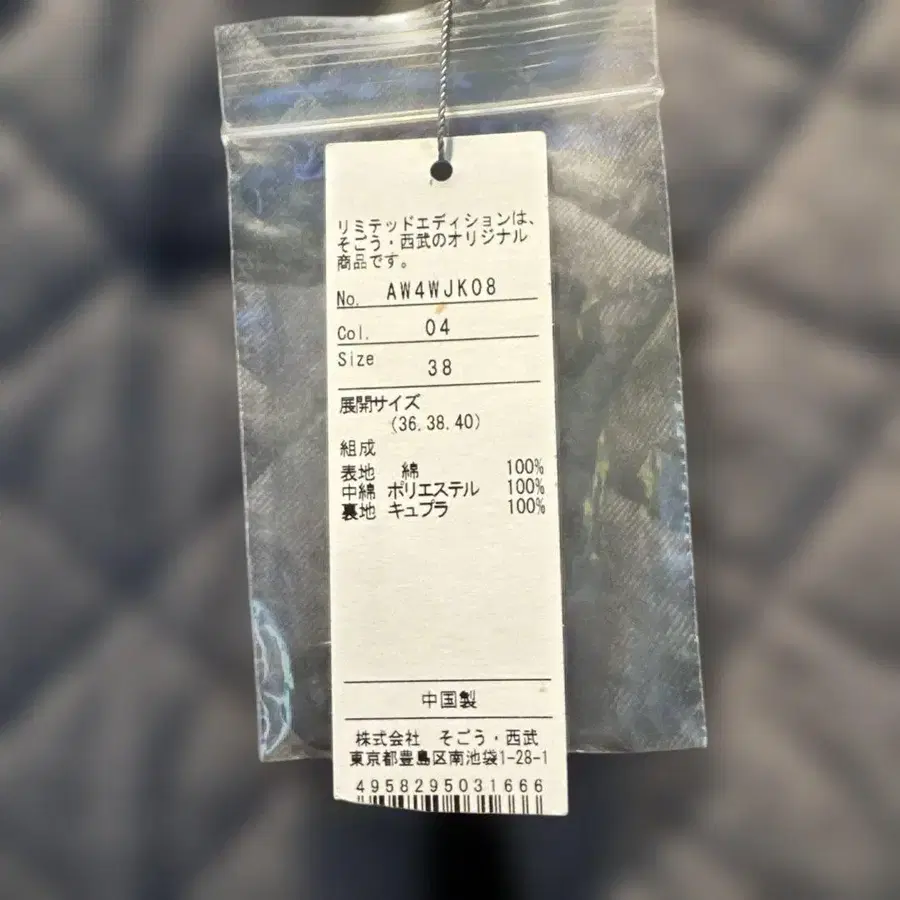 リミテッドエディションは、
そごう・西武のオリジナル
商品です。
No. AW4WJK08
Col. 04
Size 38
展開サイズ
(36.38.40)
組成
表地 綿 100%
中綿 ポリエステル 100%
裏地 キュプラ 100%
中国製
株式会社 そごう・西武
東京都豊島区南池袋1-28-1
4958295031666